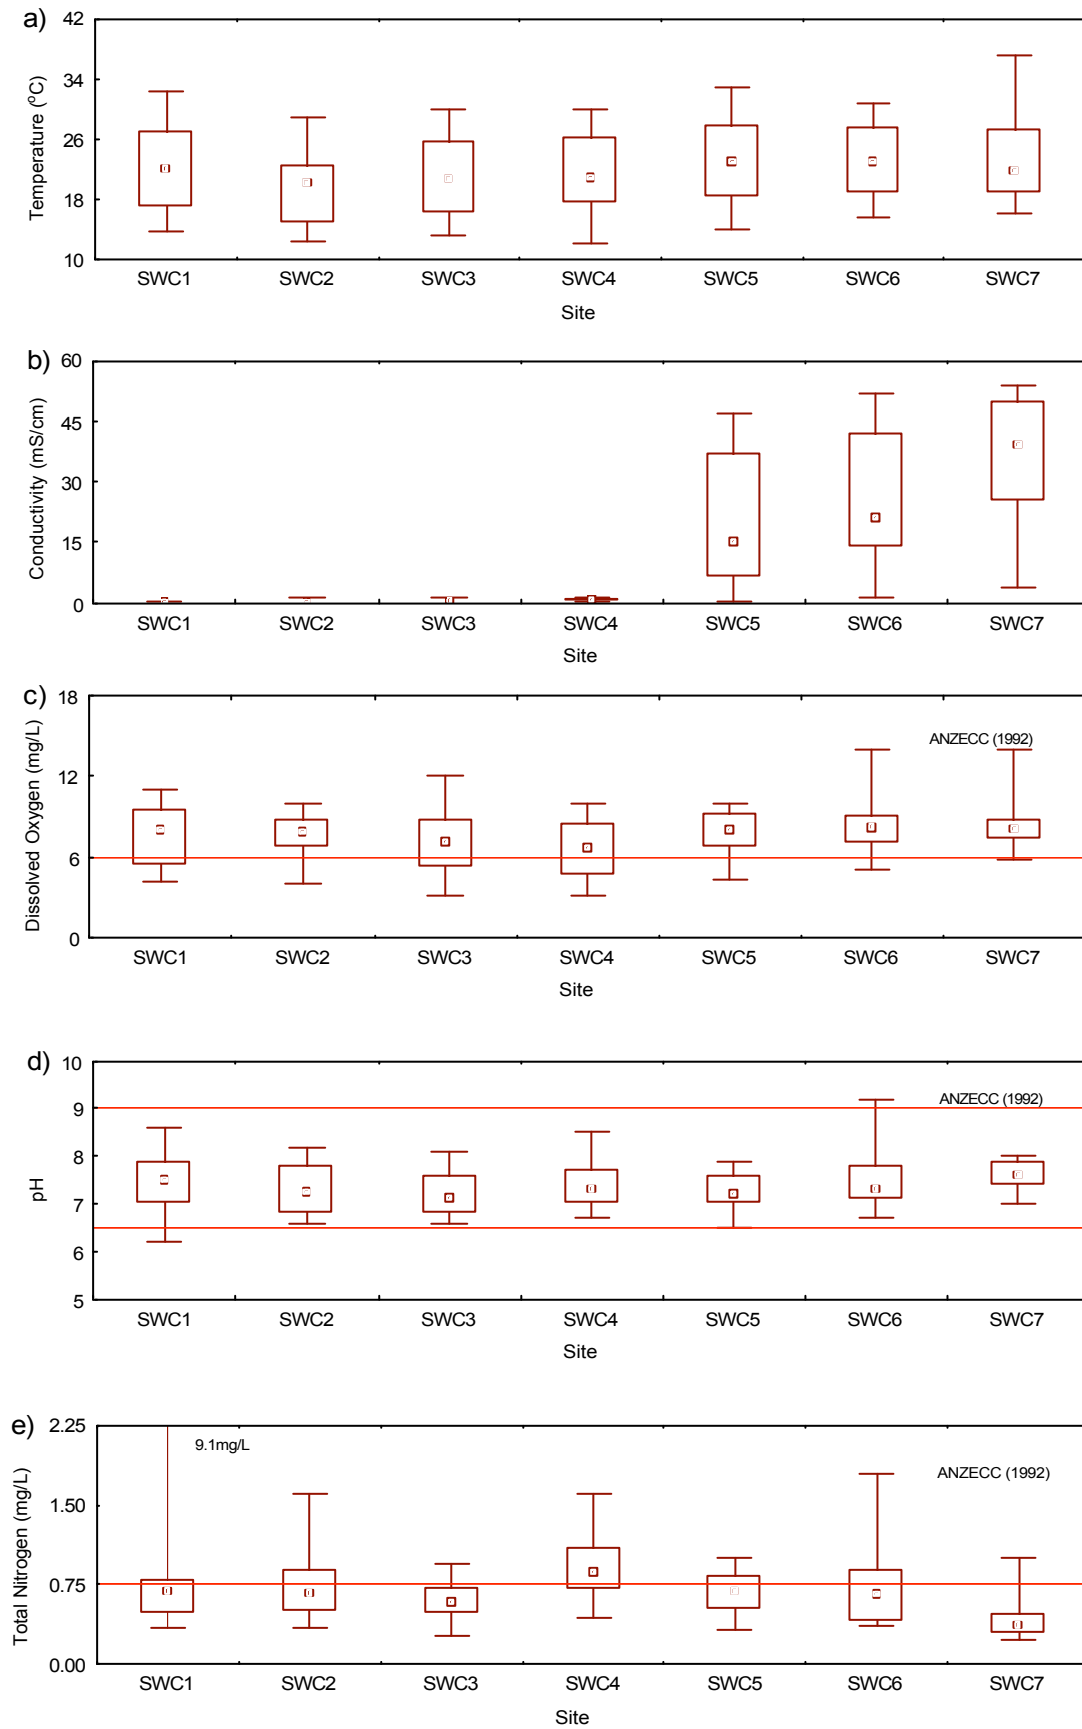 a)
42
34
26
18
10
Temperature (°C)
SWC1 SWC2 SWC3 SWC4 SWC5 SWC6 SWC7
Site
b)
60
45
30
15
0
Conductivity (mS/cm)
SWC1 SWC2 SWC3 SWC4 SWC5 SWC6 SWC7
Site
c)
18
12
6
0
Dissolved Oxygen (mg/L)
ANZECC (1992)
SWC1 SWC2 SWC3 SWC4 SWC5 SWC6 SWC7
Site
d)
10
9
8
7
6
5
pH
ANZECC (1992)
SWC1 SWC2 SWC3 SWC4 SWC5 SWC6 SWC7
Site
e)
2.25
1.50
0.75
0.00
Total Nitrogen (mg/L)
9.1mg/L
ANZECC (1992)
SWC1 SWC2 SWC3 SWC4 SWC5 SWC6 SWC7
Site